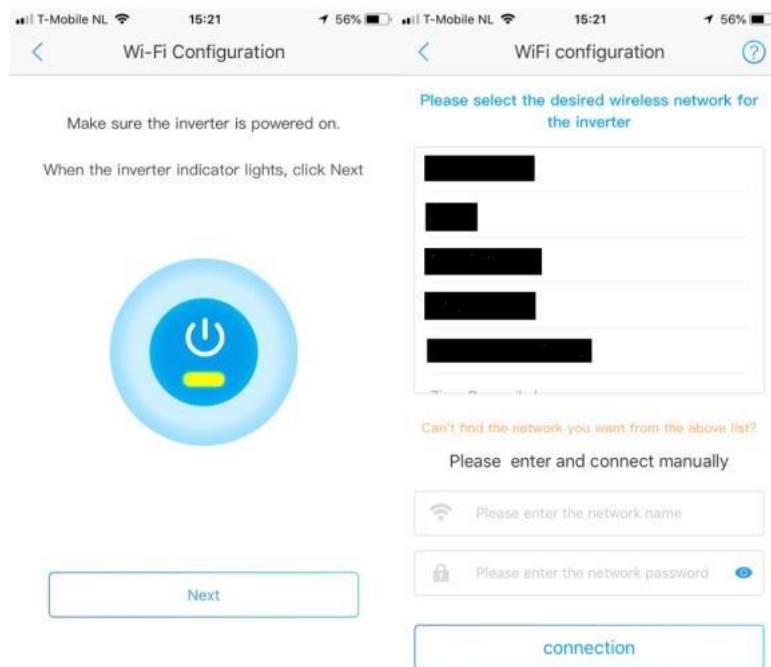 T-Mobile NL 15:21 56%
Wi-Fi Configuration
Make sure the inverter is powered on.
When the inverter indicator lights, click Next
Next
T-Mobile NL 15:21 56%
WiFi configuration ?
Please select the desired wireless network for
the inverter
Can't find the network you want from the above list?
Please enter and connect manually
Please enter the network name
Please enter the network password
connection